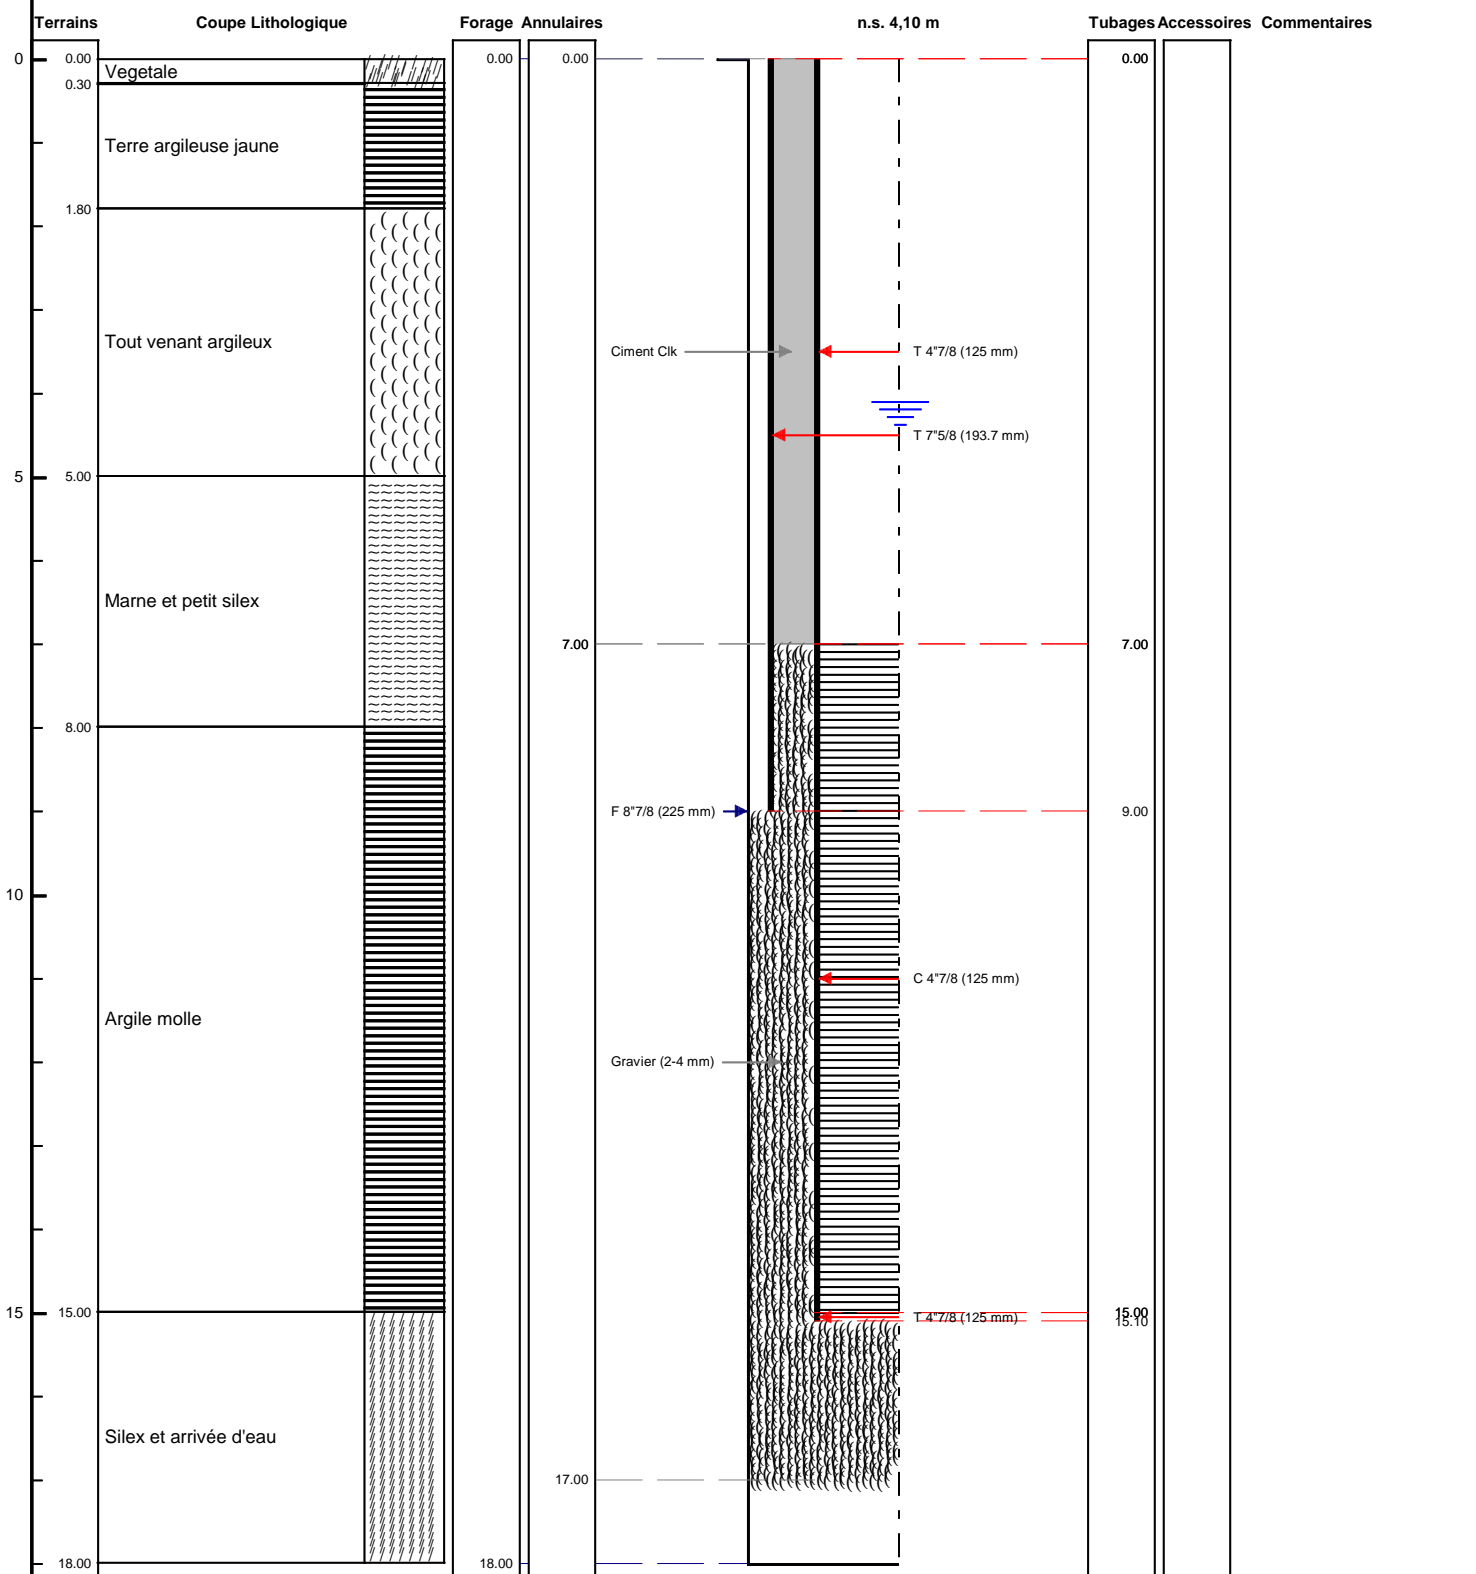 Terrains Coupe Lithologique Forage Annulaires n.s. 4,10 m Tubages Accessoires Commentaires
0 0.00 0.00 0.00 0.00
Vegetale
0.30
Terre argileuse jaune
1.80
Tout venant argileux
Ciment Clk T 4"7/8 (125 mm)
T 7"5/8 (193.7 mm)
5 5.00
Marne et petit silex
7.00 7.00
8.00
F 8"7/8 (225 mm) 9.00
10
C 4"7/8 (125 mm)
Argile molle
Gravier (2-4 mm)
15 15.00 15.00
T 4"7/8 (125 mm) 15.10
Silex et arrivée d'eau
17.00
18.00 18.00